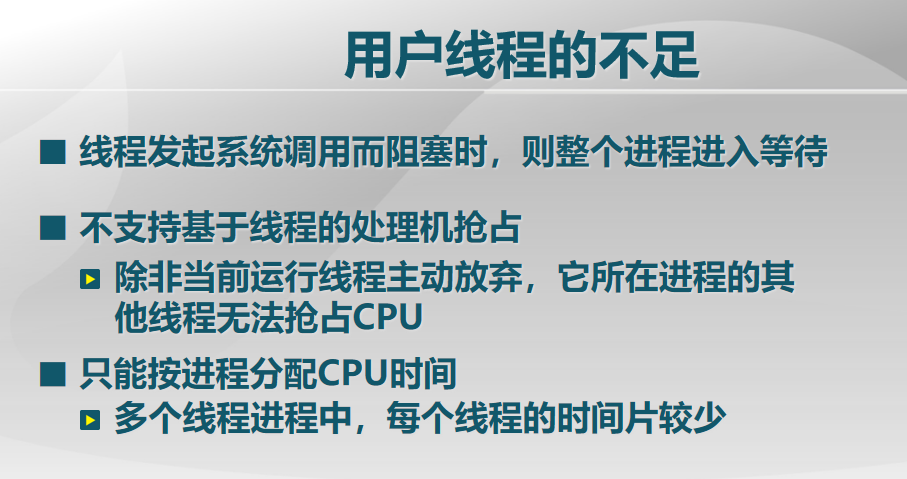 用户线程的不足
线程发起系统调用而阻塞时，则整个进程进入等待
不支持基于线程的处理机抢占
除非当前运行线程主动放弃，它所在进程的其
他线程无法抢占CPU
只能按进程分配CPU时间
多个线程进程中，每个线程的时间片较少